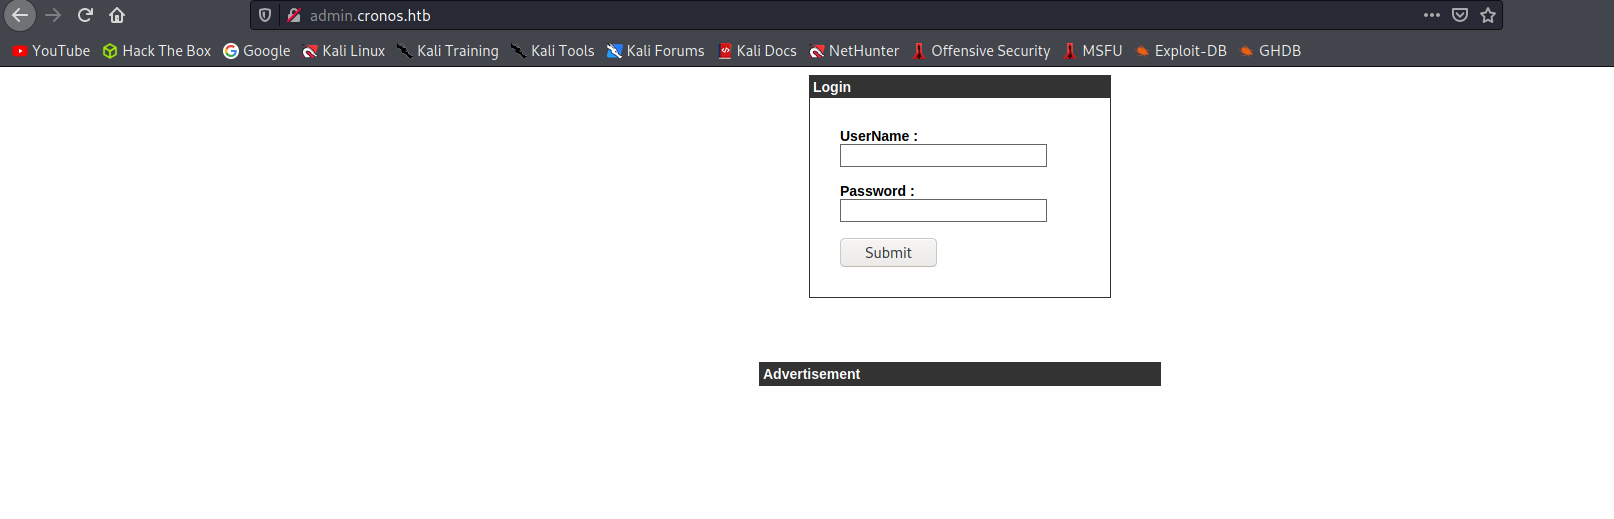 admin.cronos.htb
YouTube Hack The Box Google Kali Linux Kali Training Kali Tools Kali Forums Kali Docs NetHunter Offensive Security MSFU Exploit-DB GHDB
Login
UserName :
Password :
Submit
Advertisement